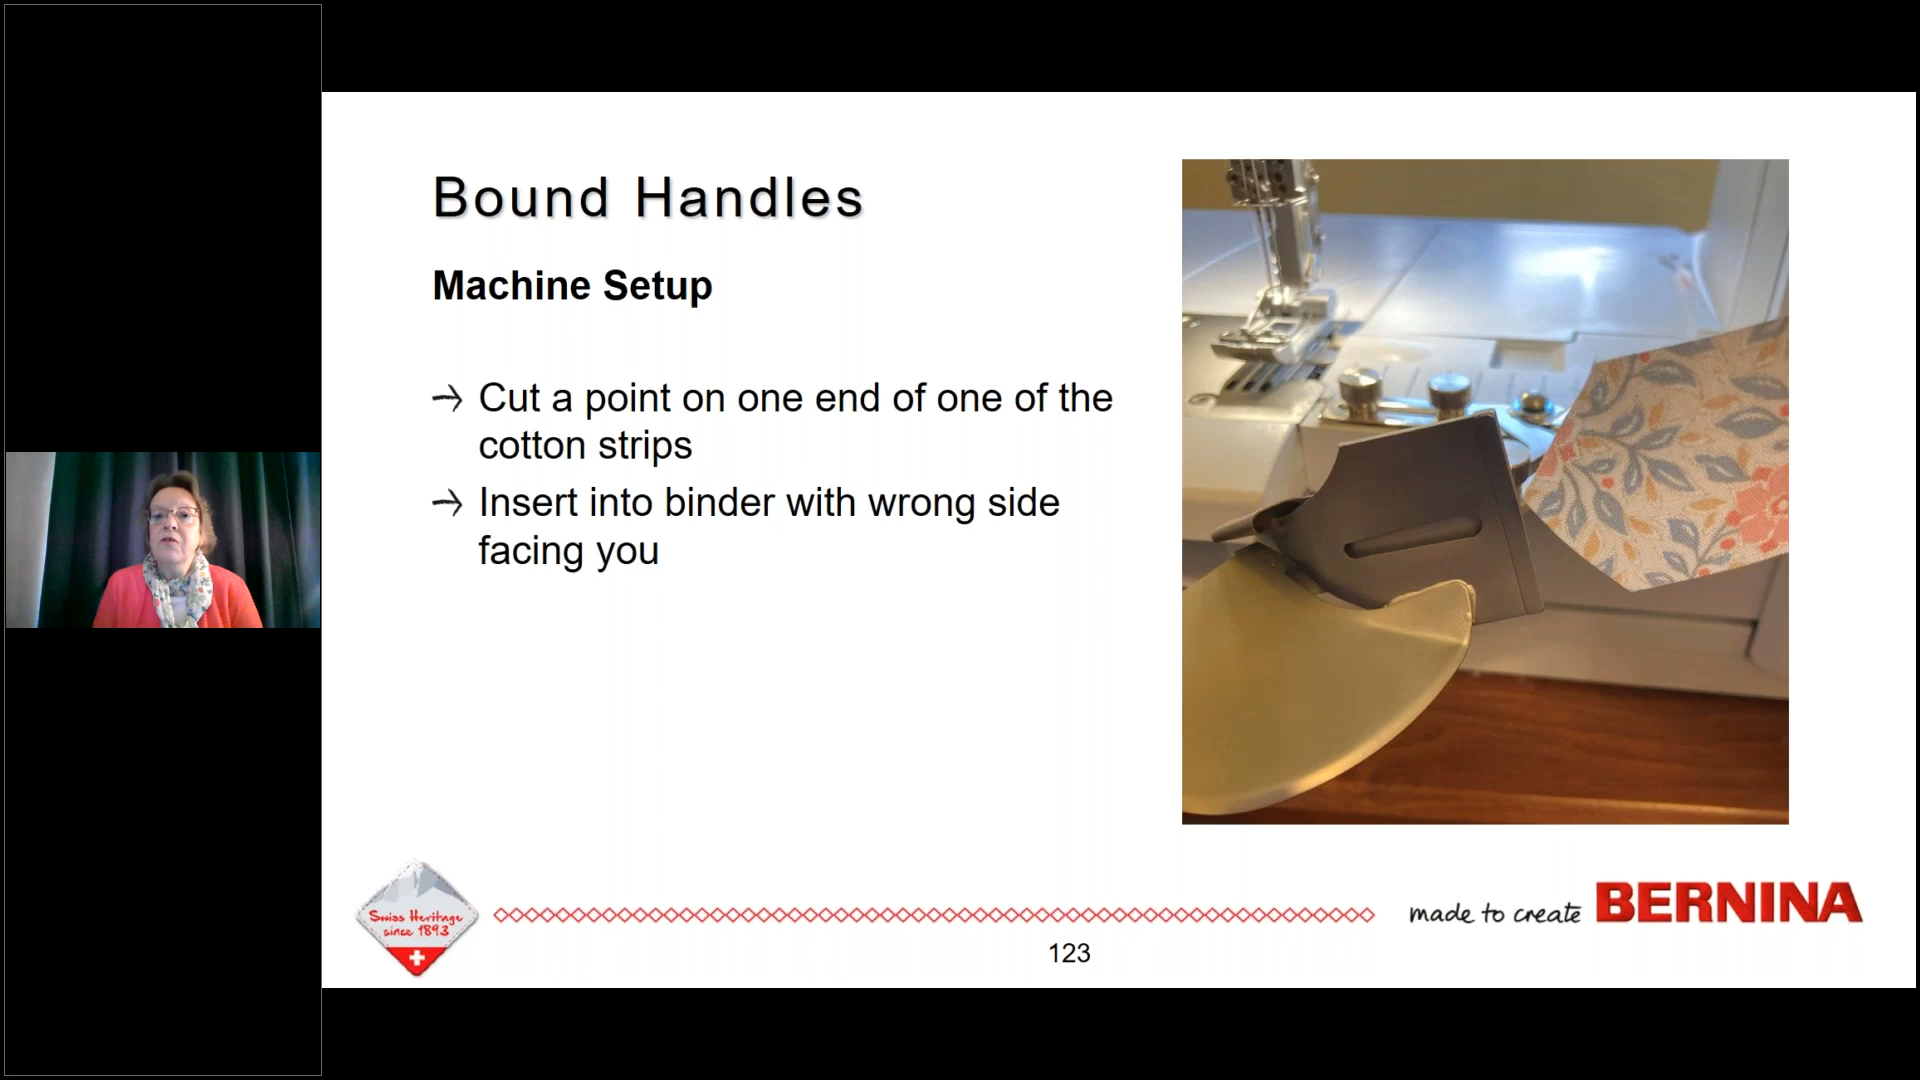 Bound Handles
Machine Setup
Cut a point on one end of one of the
cotton strips
Insert into binder with wrong side
facing you
Swiss Heritage
since 1893
made to create BERNINA
123